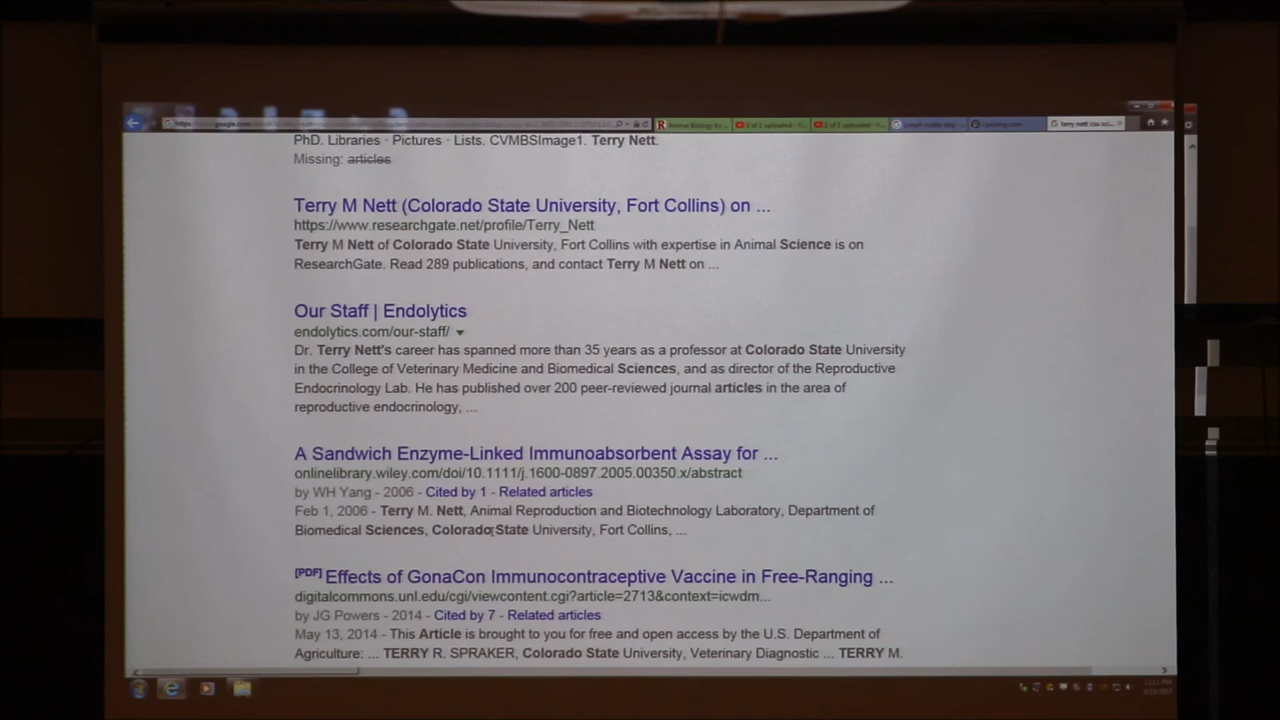 PhD. Libraries · Pictures · Lists. CVMBSImage1. Terry Nett.
Missing: articles
Terry M Nett (Colorado State University, Fort Collins) on ...
https://www.researchgate.net/profile/Terry_Nett
Terry M Nett of Colorado State University, Fort Collins with expertise in Animal Science is on
ResearchGate. Read 289 publications, and contact Terry M Nett on ...
Our Staff | Endolytics
endolytics.com/our-staff/
Dr. Terry Nett's career has spanned more than 35 years as a professor at Colorado State University
in the College of Veterinary Medicine and Biomedical Sciences, and as director of the Reproductive
Endocrinology Lab. He has published over 200 peer-reviewed journal articles in the area of
reproductive endocrinology, ...
A Sandwich Enzyme-Linked Immunoabsorbent Assay for ...
onlinelibrary.wiley.com/doi/10.1111/j.1600-0897.2005.00350.x/abstract
by WH Yang - 2006 - Cited by 1 - Related articles
Feb 1, 2006 - Terry M. Nett, Animal Reproduction and Biotechnology Laboratory, Department of
Biomedical Sciences, Colorado State University, Fort Collins, ...
[PDF] Effects of GonaCon Immunocontraceptive Vaccine in Free-Ranging ...
digitalcommons.unl.edu/cgi/viewcontent.cgi?article=2713&context=icwdm...
by JG Powers - 2014 - Cited by 7 - Related articles
May 13, 2014 - This Article is brought to you for free and open access by the U.S. Department of
Agriculture: ... TERRY R. SPRAKER, Colorado State University, Veterinary Diagnostic ... TERRY M.